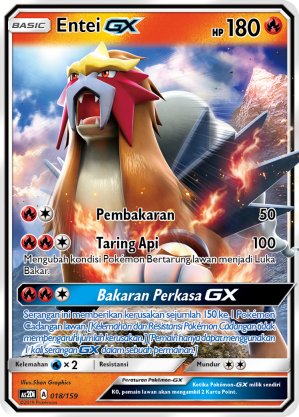 BASIC Entei GX HP 180
Pembakaran 50
Taring Api 100
Mengubah kondisi Pokémon Bertarung lawan menjadi Luka
Bakar.
Bakaran Perkasa GX
Serangan ini memberikan kerusakan sejumlah 150 ke 1 Pokémon
Cadangan lawan. [Kelemahan dan Resistansi Pokémon Cadangan tidak
memperngaruhi jumlah kerusakan.] [Pemain hanya dapat menggunakan
1 kali serangan GX dalam sebuah permainan.]
Kelemahan ×2 Resistansi Mundur
Illus. 5ban Graphics
Peraturan Pokémon-GX
AS2D A 018/159
Ketika Pokémon-GX milik sendiri
KO, pemain lawan akan mengambil 2 Kartu Point.